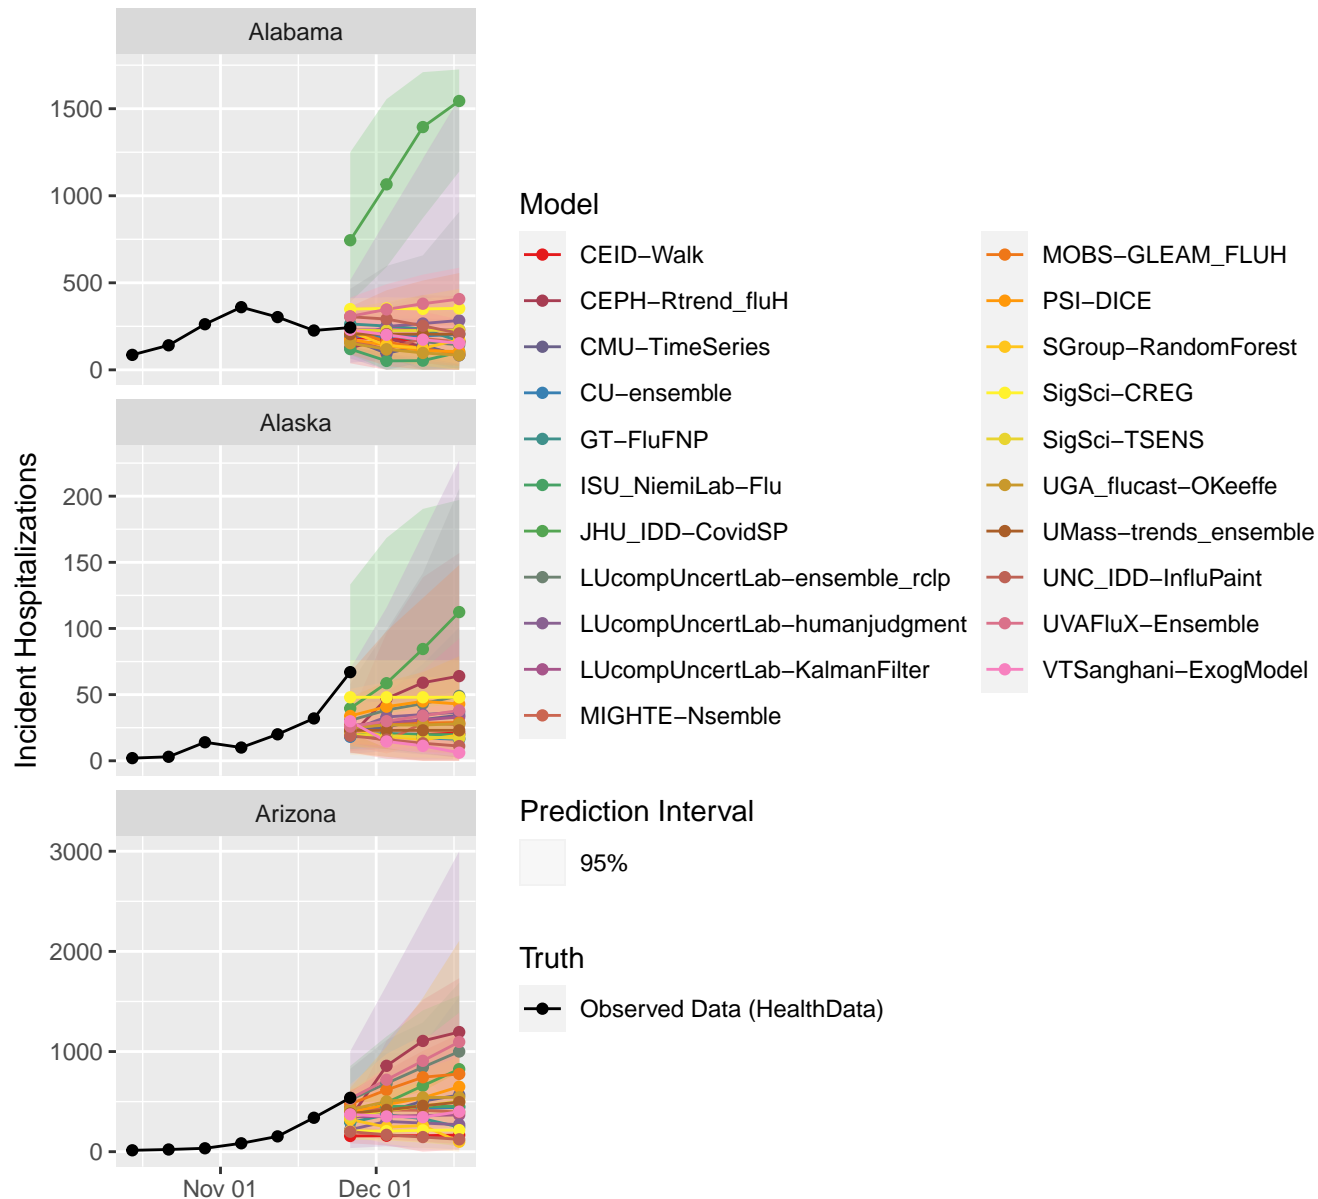 Alabama
1500
1000
500
0
Alaska
200
150
100
50
0
Arizona
3000
2000
1000
0
Nov 01
Dec 01
Incident Hospitalizations
Model
CEID−Walk
CEPH−Rtrend_fluH
CMU−TimeSeries
CU−ensemble
GT−FluFNP
ISU_NiemiLab−Flu
JHU_IDD−CovidSP
LUcompUncertLab−ensemble_rclp
LUcompUncertLab−humanjudgment
LUcompUncertLab−KalmanFilter
MIGHTE−Nsemble
MOBS−GLEAM_FLUH
PSI−DICE
SGroup−RandomForest
SigSci−CREG
SigSci−TSENS
UGA_flucast−OKeeffe
UMass−trends_ensemble
UNC_IDD−InfluPaint
UVAFluX−Ensemble
VTSanghani−ExogModel
Prediction Interval
95%
Truth
Observed Data (HealthData)